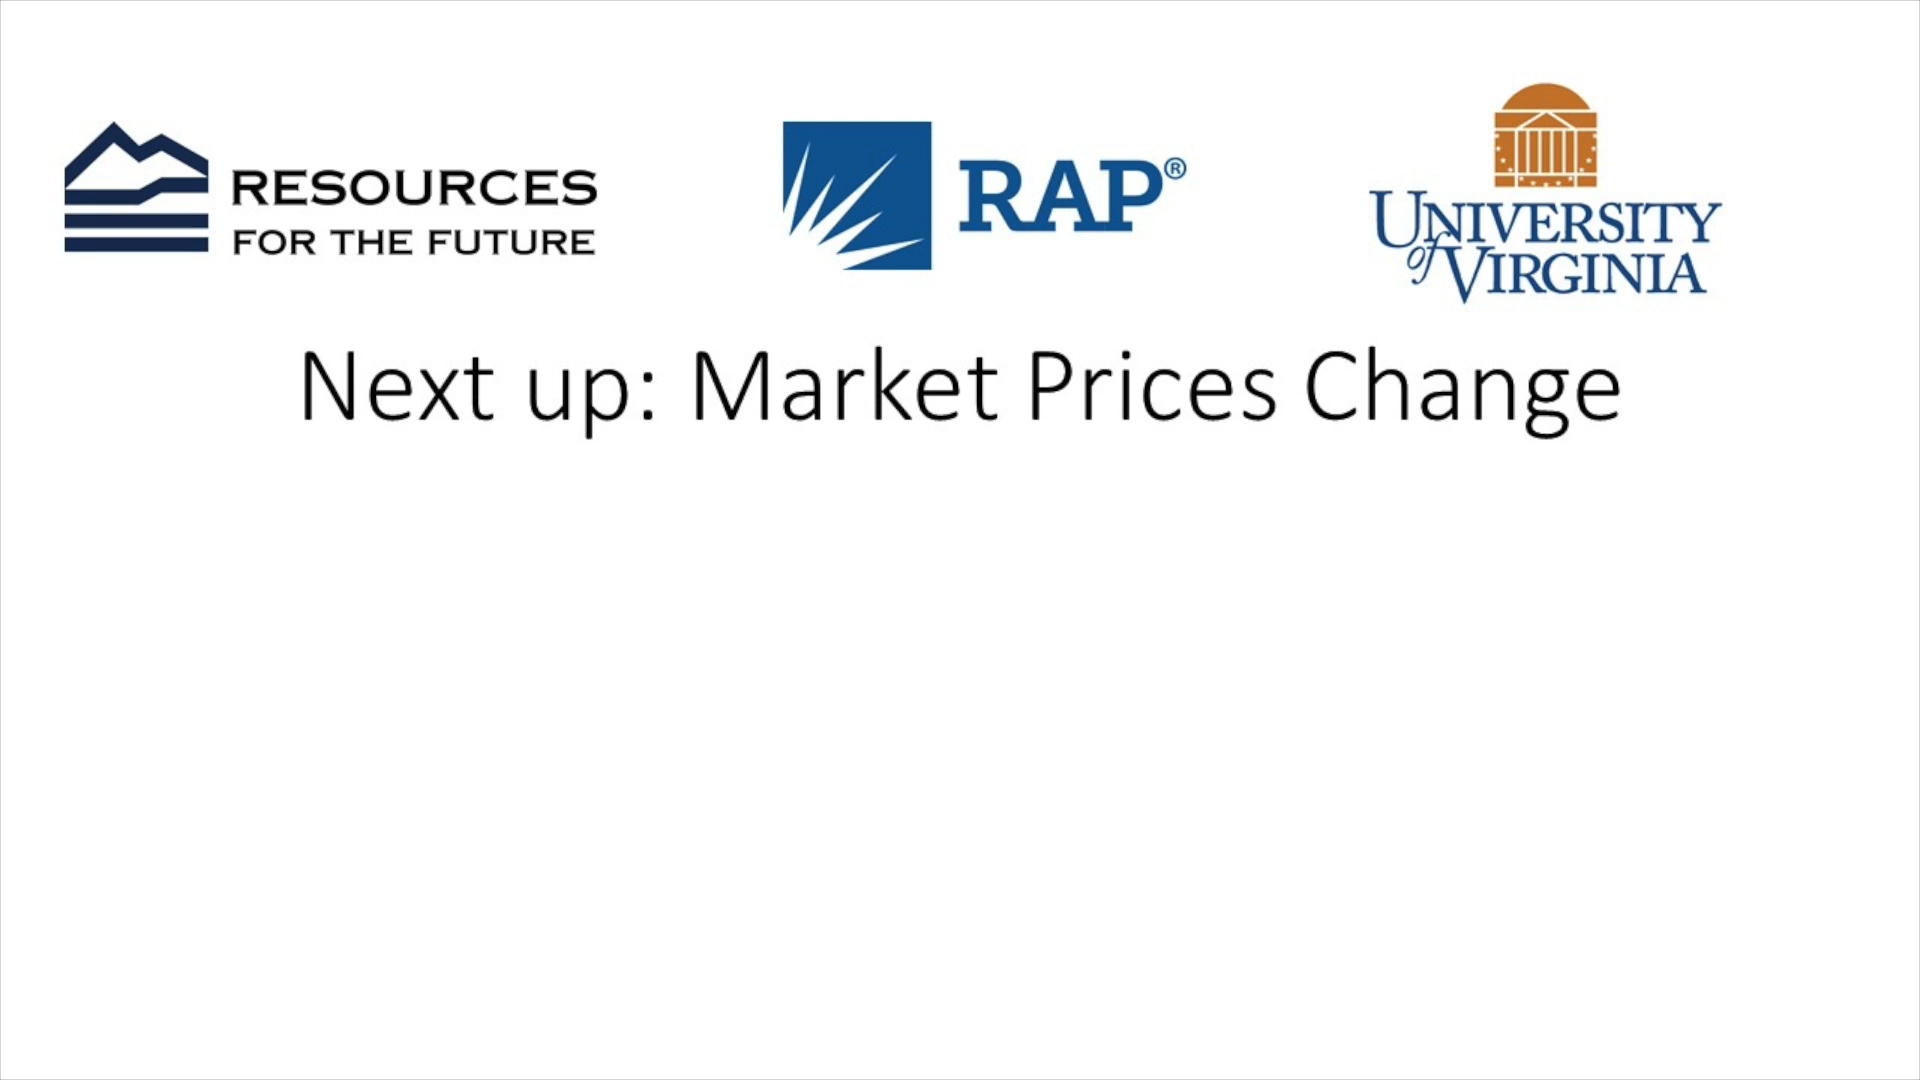 RESOURCES
FOR THE FUTURE
RAP®
UNIVERSITY
of VIRGINIA
Next up: Market Prices Change